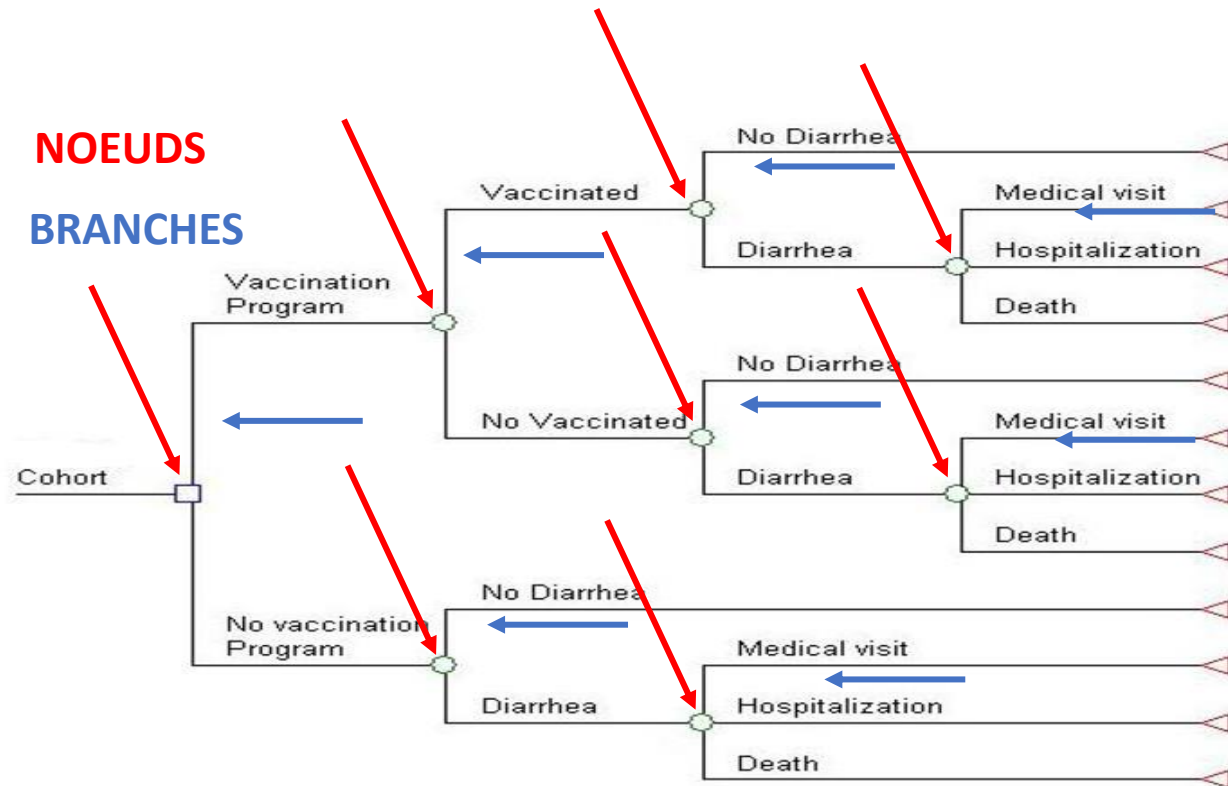 NOEUDS
BRANCHES
No Diarrhea
Vaccinated
Medical visit
Diarrhea
Hospitalization
Vaccination
Program
Death
No Diarrhea
No Vaccinated
Medical visit
Cohort
Diarrhea
Hospitalization
Death
No Diarrhea
No vaccination
Program
Medical visit
Diarrhea
Hospitalization
Death